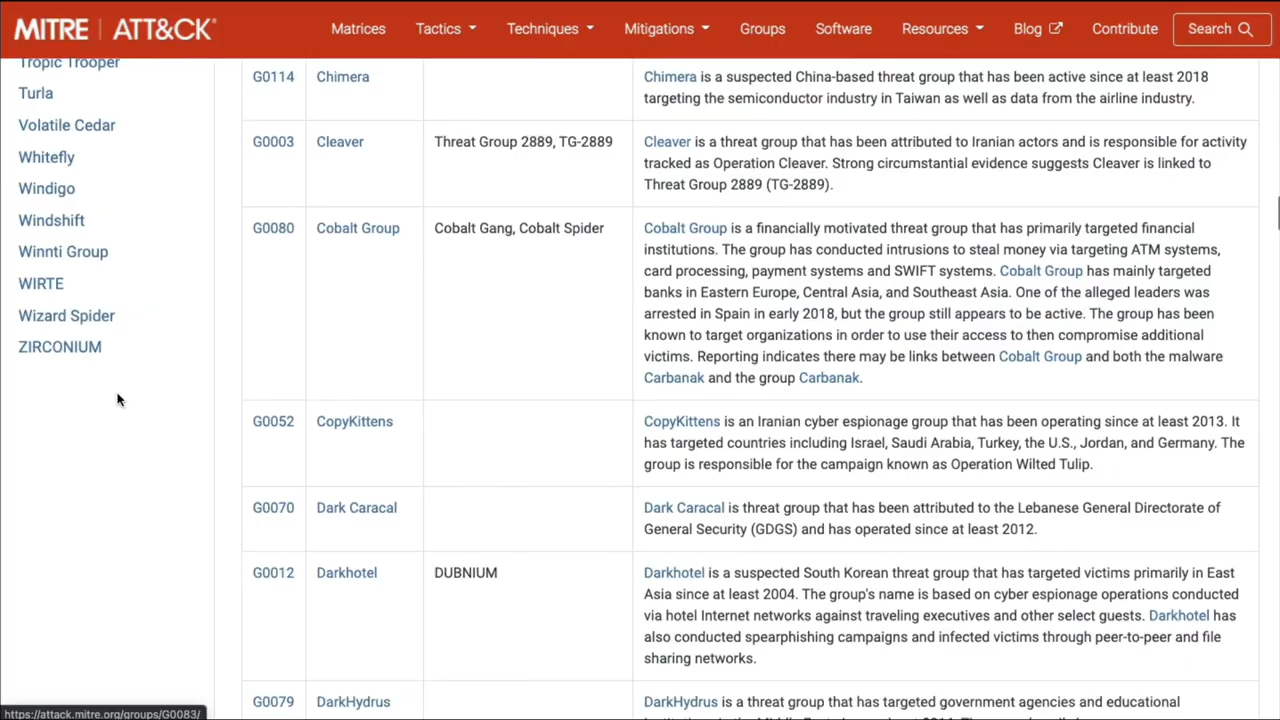 MITRE | ATT&CK®
Matrices Tactics Techniques Mitigations Groups Software Resources Blog Contribute Search
Tropic Trooper
Turla
Volatile Cedar
Whitefly
Windigo
Windshift
Winnti Group
WIRTE
Wizard Spider
ZIRCONIUM
G0114 Chimera Chimera is a suspected China-based threat group that has been active since at least 2018
targeting the semiconductor industry in Taiwan as well as data from the airline industry.
G0003 Cleaver Threat Group 2889, TG-2889 Cleaver is a threat group that has been attributed to Iranian actors and is responsible for activity
tracked as Operation Cleaver. Strong circumstantial evidence suggests Cleaver is linked to
Threat Group 2889 (TG-2889).
G0080 Cobalt Group Cobalt Gang, Cobalt Spider Cobalt Group is a financially motivated threat group that has primarily targeted financial
institutions. The group has conducted intrusions to steal money via targeting ATM systems,
card processing, payment systems and SWIFT systems. Cobalt Group has mainly targeted
banks in Eastern Europe, Central Asia, and Southeast Asia. One of the alleged leaders was
arrested in Spain in early 2018, but the group still appears to be active. The group has been
known to target organizations in order to use their access to then compromise additional
victims. Reporting indicates there may be links between Cobalt Group and both the malware
Carbanak and the group Carbanak.
G0052 CopyKittens CopyKittens is an Iranian cyber espionage group that has been operating since at least 2013. It
has targeted countries including Israel, Saudi Arabia, Turkey, the U.S., Jordan, and Germany. The
group is responsible for the campaign known as Operation Wilted Tulip.
G0070 Dark Caracal Dark Caracal is threat group that has been attributed to the Lebanese General Directorate of
General Security (GDGS) and has operated since at least 2012.
G0012 Darkhotel DUBNIUM Darkhotel is a suspected South Korean threat group that has targeted victims primarily in East
Asia since at least 2004. The group's name is based on cyber espionage operations conducted
via hotel Internet networks against traveling executives and other select guests. Darkhotel has
also conducted spearphishing campaigns and infected victims through peer-to-peer and file
sharing networks.
G0079 DarkHydrus DarkHydrus is a threat group that has targeted government agencies and educational
https://attack.mitre.org/groups/G0083/